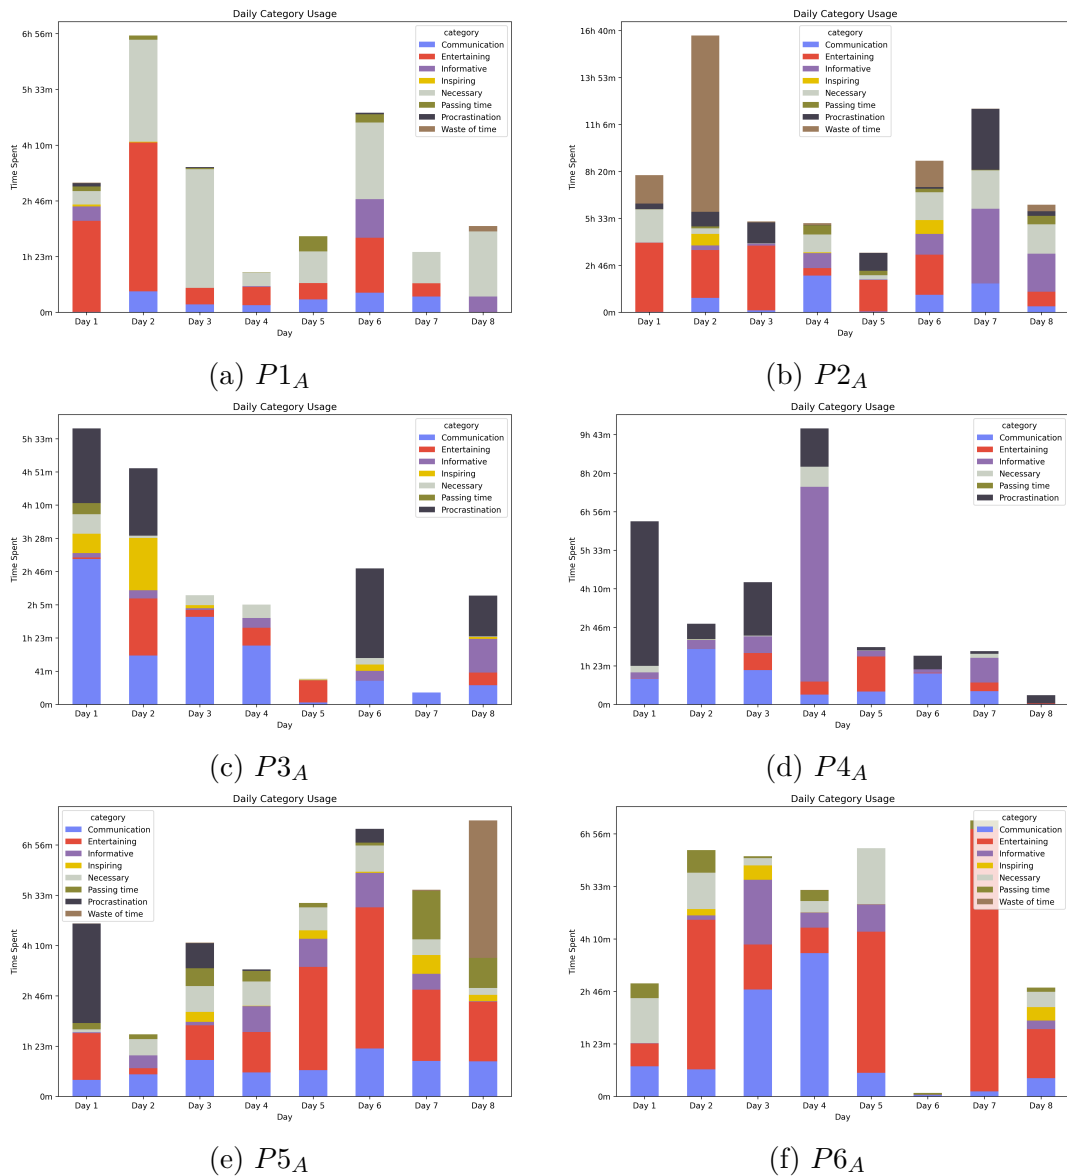 Daily Category Usage
category
Communication
Entertaining
Informative
Inspiring
Necessary
Passing time
Procrastination
Waste of time
6h 56m
5h 33m
4h 10m
2h 46m
1h 23m
0m
Time Spent
Day 1 Day 2 Day 3 Day 4 Day 5 Day 6 Day 7 Day 8
Day
(a) P1_A
Daily Category Usage
category
Communication
Entertaining
Informative
Inspiring
Necessary
Passing time
Procrastination
Waste of time
16h 40m
13h 53m
11h 6m
8h 20m
5h 33m
2h 46m
0m
Time Spent
Day 1 Day 2 Day 3 Day 4 Day 5 Day 6 Day 7 Day 8
Day
(b) P2_A
Daily Category Usage
category
Communication
Entertaining
Informative
Inspiring
Necessary
Passing time
Procrastination
5h 33m
4h 51m
4h 10m
3h 28m
2h 46m
2h 5m
1h 23m
41m
0m
Time Spent
Day 1 Day 2 Day 3 Day 4 Day 5 Day 6 Day 7 Day 8
Day
(c) P3_A
Daily Category Usage
category
Communication
Entertaining
Informative
Necessary
Passing time
Procrastination
9h 43m
8h 20m
6h 56m
5h 33m
4h 10m
2h 46m
1h 23m
0m
Time Spent
Day 1 Day 2 Day 3 Day 4 Day 5 Day 6 Day 7 Day 8
Day
(d) P4_A
Daily Category Usage
category
Communication
Entertaining
Informative
Inspiring
Necessary
Passing time
Procrastination
Waste of time
6h 56m
5h 33m
4h 10m
2h 46m
1h 23m
0m
Time Spent
Day 1 Day 2 Day 3 Day 4 Day 5 Day 6 Day 7 Day 8
Day
(e) P5_A
Daily Category Usage
category
Communication
Entertaining
Informative
Inspiring
Necessary
Passing time
Waste of time
6h 56m
5h 33m
4h 10m
2h 46m
1h 23m
0m
Time Spent
Day 1 Day 2 Day 3 Day 4 Day 5 Day 6 Day 7 Day 8
Day
(f) P6_A